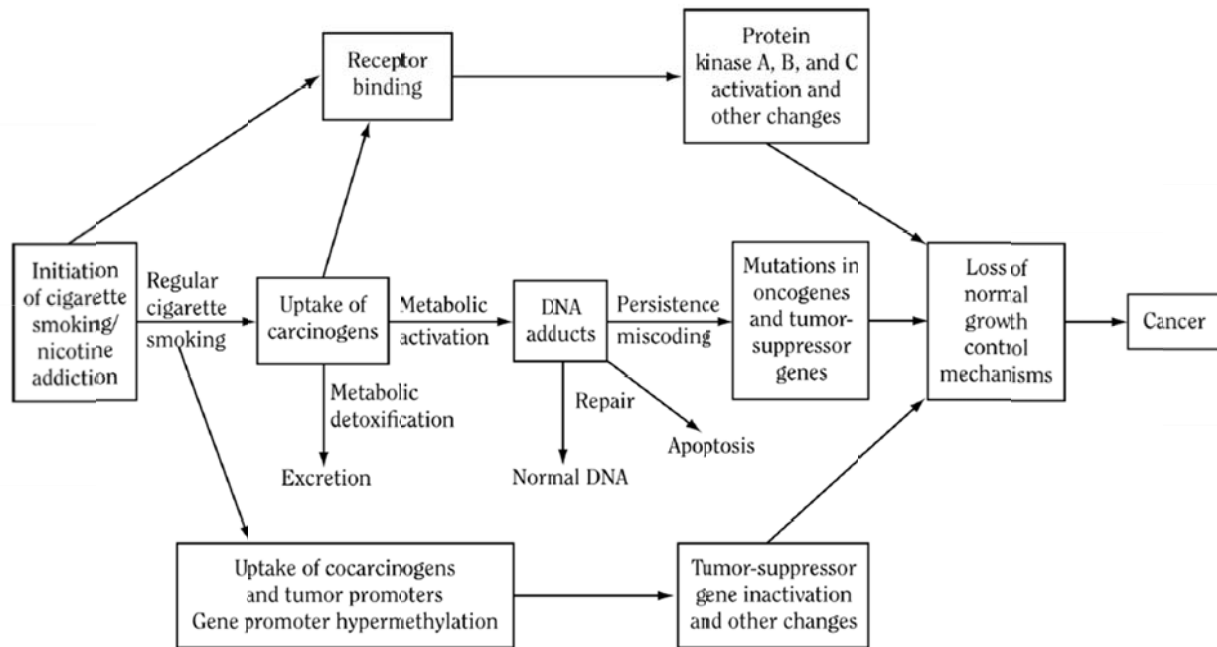 Receptor
binding
Protein
kinase A, B, and C
activation and
other changes
Initiation
of cigarette
smoking/
nicotine
addiction
Regular
cigarette
smoking
Uptake of
carcinogens
Metabolic
activation
DNA
adducts
Persistence
miscoding
Mutations in
oncogenes
and tumor-
suppressor
genes
Loss of
normal
growth
control
mechanisms
Cancer
Metabolic
detoxification
Repair
Apoptosis
Excretion
Normal DNA
Uptake of cocarcinogens
and tumor promoters
Gene promoter hypermethylation
Tumor-suppressor
gene inactivation
and other changes